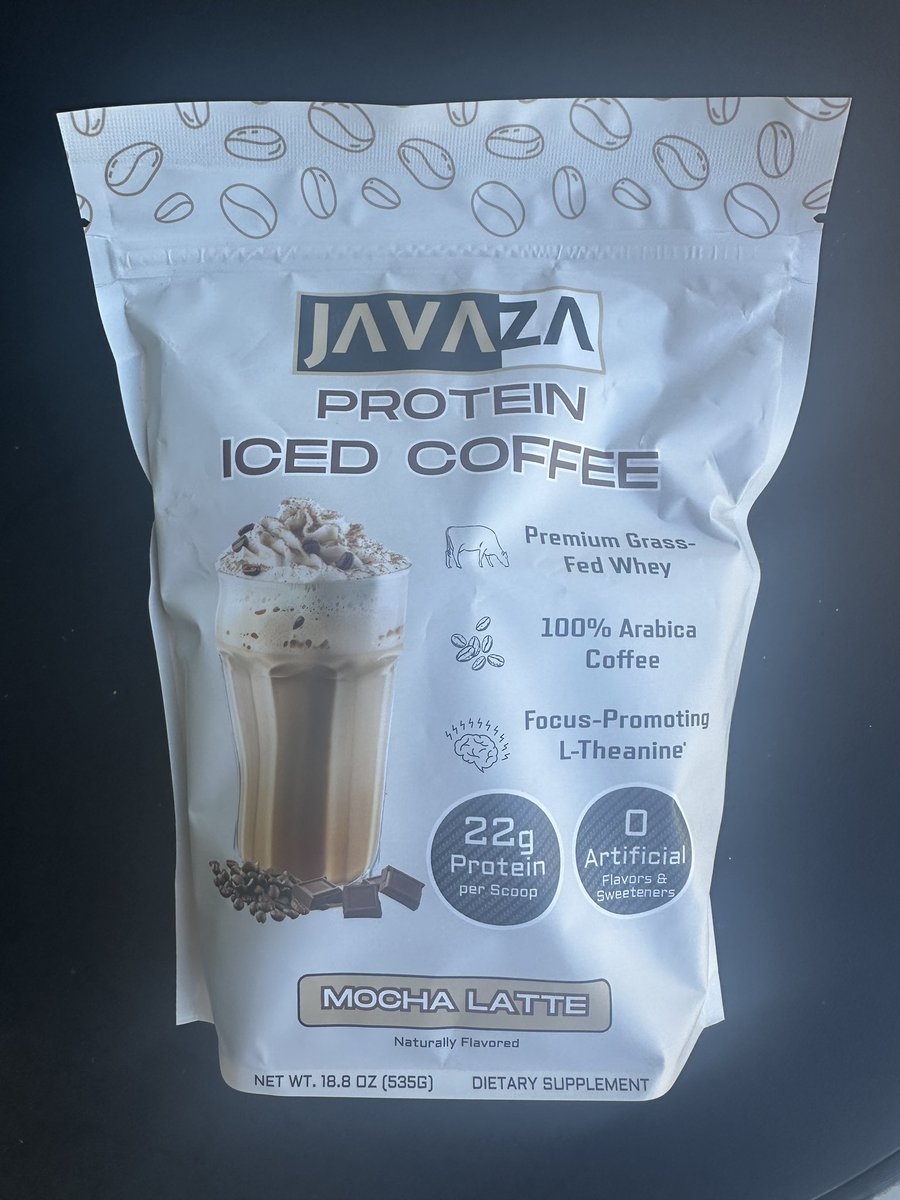 JAVAZA
PROTEIN
ICED COFFEE
Premium Grass-
Fed Whey
100% Arabica
Coffee
Focus-Promoting
L-Theanine*
22g
Protein
per Scoop
0
Artificial
Flavors &
Sweeteners
MOCHA LATTE
Naturally Flavored
NET WT. 18.8 OZ (535G) DIETARY SUPPLEMENT